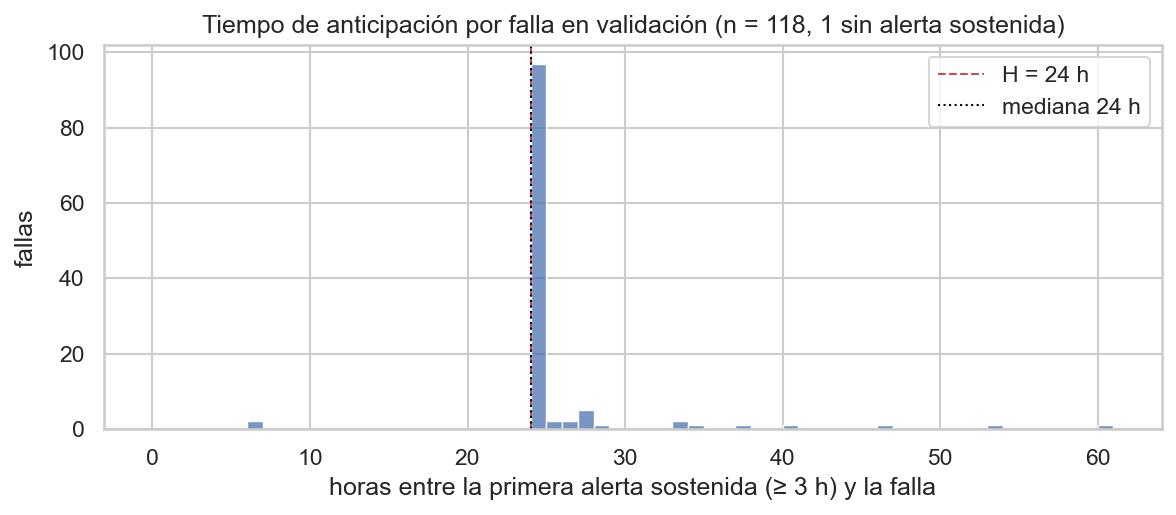 Tiempo de anticipación por falla en validación (n = 118, 1 sin alerta sostenida)
H = 24 h
mediana 24 h
fallas
100
80
60
40
20
0
0 10 20 30 40 50 60
horas entre la primera alerta sostenida (≥ 3 h) y la falla